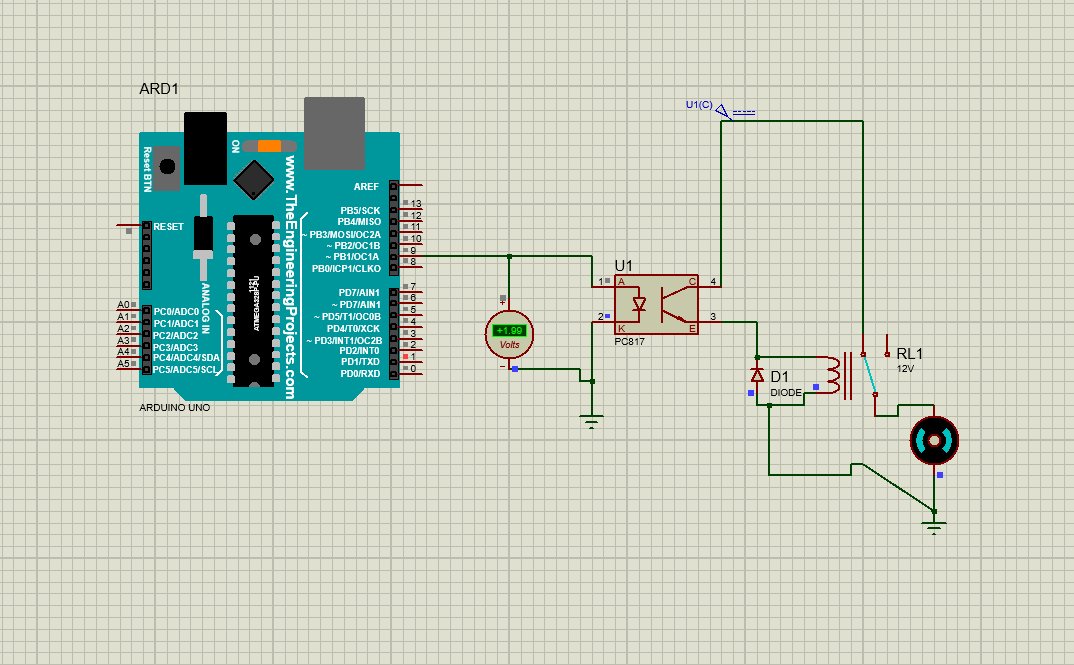 ARD1
Reset BTN
ON
www.TheEngineeringProjects.com
RESET
ANALOG IN
ATMEGA328P-PU
1121
A0 PC0/ADC0
A1 PC1/ADC1
A2 PC2/ADC2
A3 PC3/ADC3
A4 PC4/ADC4/SDA
A5 PC5/ADC5/SCL
AREF
PB5/SCK 13
PB4/MISO 12
~ PB3/MOSI/OC2A 11
~ PB2/OC1B 10
~ PB1/OC1A 9
PB0/ICP1/CLKO 8
PD7/AIN1 7
~ PD7/AIN1 6
~ PD5/T1/OC0B 5
PD4/T0/XCK 4
~ PD3/INT1/OC2B 3
PD2/INT0 2
PD1/TXD 1
PD0/RXD 0
ARDUINO UNO
+1.99
Volts
+
−
U1(C)
U1
1 A C 4
2 K E 3
PC817
D1
DIODE
RL1
12V